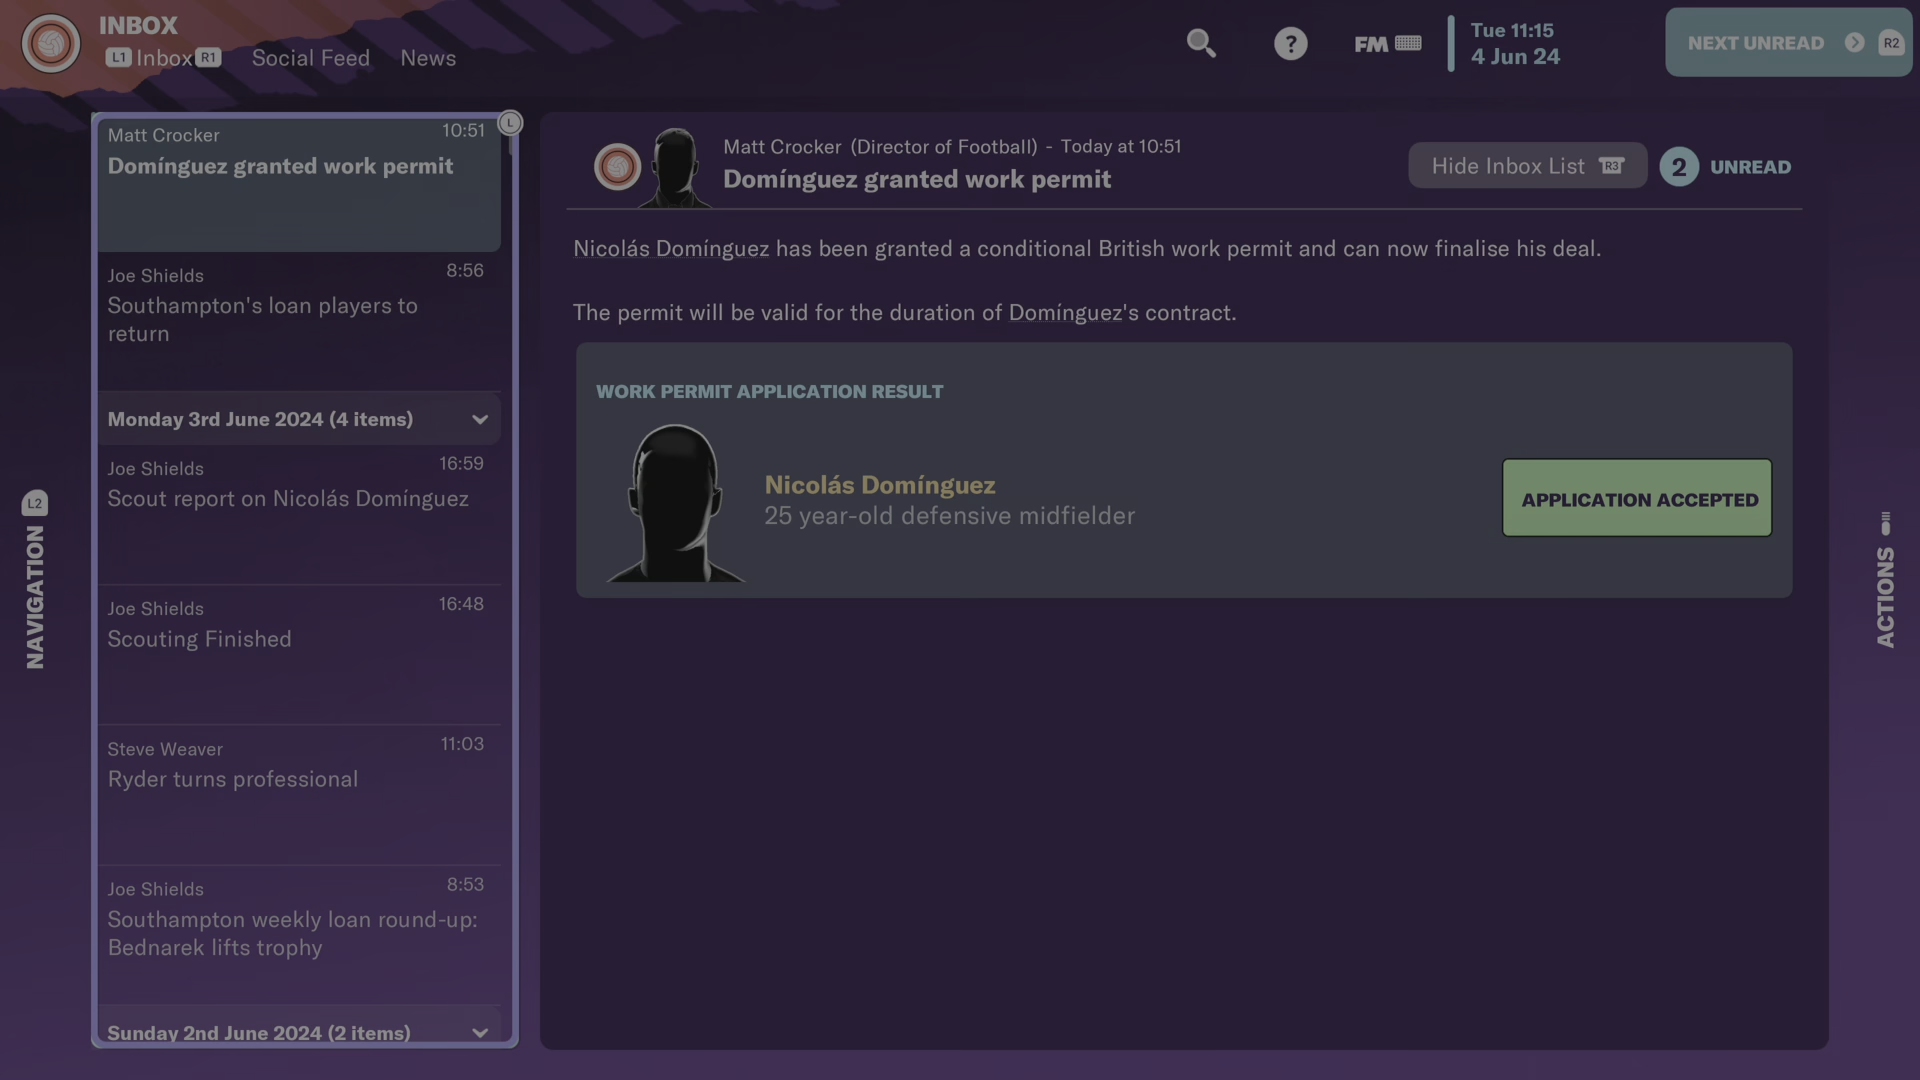 INBOX
L1 Inbox R1 Social Feed News
?
FM
Tue 11:15
4 Jun 24
NEXT UNREAD R2
L
Matt Crocker 10:51
Domínguez granted work permit
Joe Shields 8:56
Southampton's loan players to
return
Monday 3rd June 2024 (4 items)
Joe Shields 16:59
Scout report on Nicolás Domínguez
Joe Shields 16:48
Scouting Finished
Steve Weaver 11:03
Ryder turns professional
Joe Shields 8:53
Southampton weekly loan round-up:
Bednarek lifts trophy
Sunday 2nd June 2024 (2 items)
L2
NAVIGATION
Matt Crocker (Director of Football) - Today at 10:51
Domínguez granted work permit
Hide Inbox List R3
2 UNREAD
Nicolás Domínguez has been granted a conditional British work permit and can now finalise his deal.
The permit will be valid for the duration of Domínguez's contract.
WORK PERMIT APPLICATION RESULT
Nicolás Domínguez
25 year-old defensive midfielder
APPLICATION ACCEPTED
ACTIONS